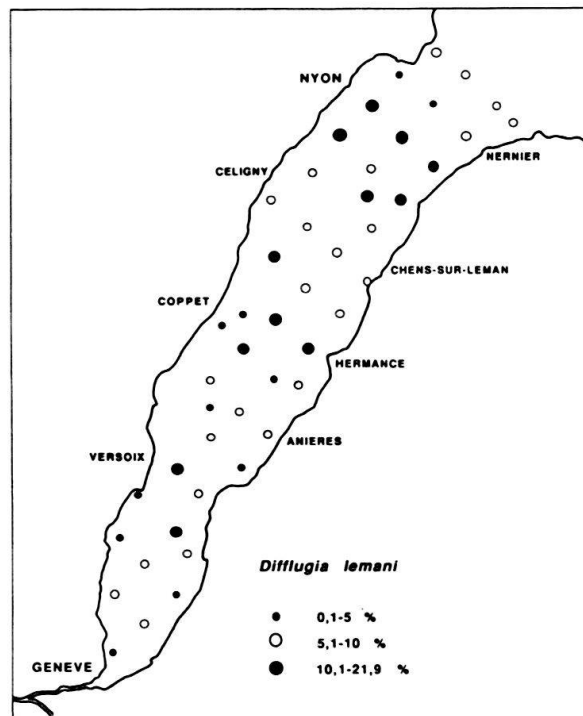 NYON
NERNIER
CELIGNY
CHENS-SUR-LEMAN
COPPET
HERMANCE
ANIERES
VERSOIX
Difflugia lemani
0,1-5 %
5,1-10 %
10,1-21,9 %
GENEVE